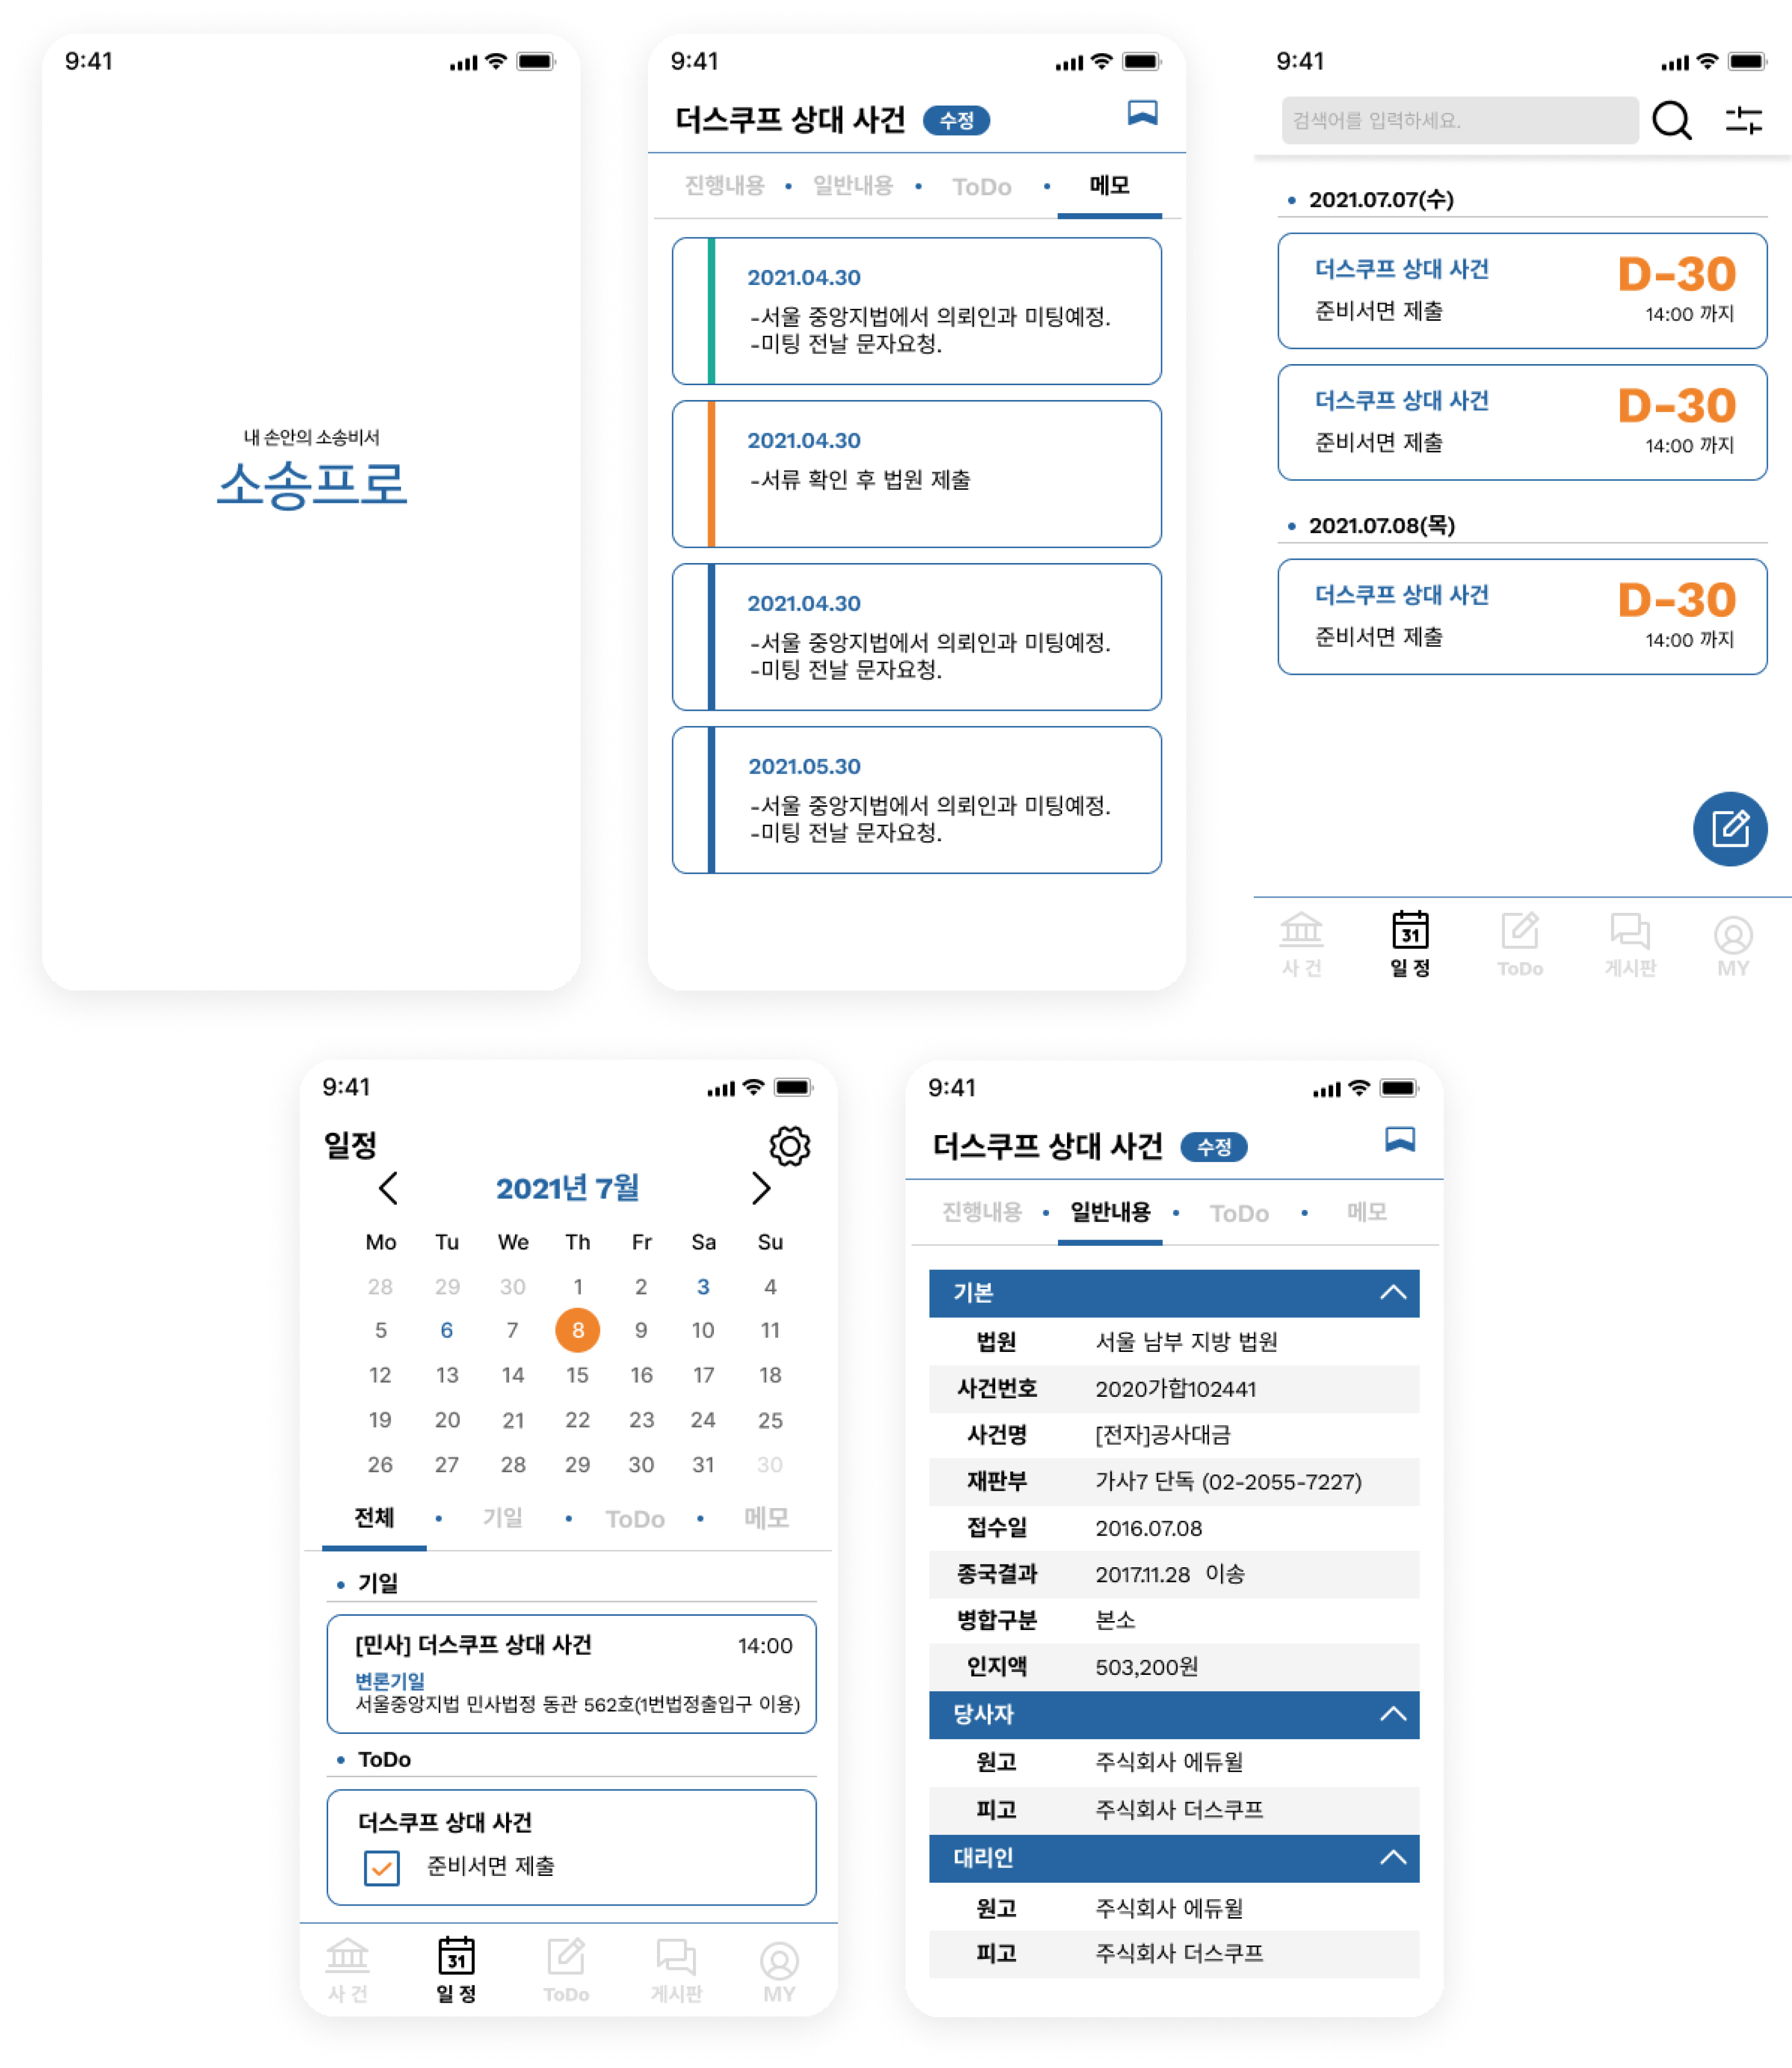 9:41
내 손안의 소송비서
소송프로
9:41
더스쿠프 상대 사건 수정
진행내용 • 일반내용 • ToDo • 메모
2021.04.30
-서울 중앙지법에서 의뢰인과 미팅예정.
-미팅 전날 문자요청.
2021.04.30
-서류 확인 후 법원 제출
2021.04.30
-서울 중앙지법에서 의뢰인과 미팅예정.
-미팅 전날 문자요청.
2021.05.30
-서울 중앙지법에서 의뢰인과 미팅예정.
-미팅 전날 문자요청.
9:41
검색어를 입력하세요.
• 2021.07.07(수)
더스쿠프 상대 사건 D-30
준비서면 제출 14:00 까지
더스쿠프 상대 사건 D-30
준비서면 제출 14:00 까지
• 2021.07.08(목)
더스쿠프 상대 사건 D-30
준비서면 제출 14:00 까지
31
사 건 일 정 ToDo 게시판 MY
9:41
일정
2021년 7월
Mo Tu We Th Fr Sa Su
28 29 30 1 2 3 4
5 6 7 8 9 10 11
12 13 14 15 16 17 18
19 20 21 22 23 24 25
26 27 28 29 30 31 30
전체 • 기일 • ToDo • 메모
• 기일
[민사] 더스쿠프 상대 사건 14:00
변론기일
서울중앙지법 민사법정 동관 562호(1번법정출입구 이용)
• ToDo
더스쿠프 상대 사건
준비서면 제출
31
사 건 일 정 ToDo 게시판 MY
9:41
더스쿠프 상대 사건 수정
진행내용 • 일반내용 • ToDo • 메모
기본
법원 서울 남부 지방 법원
사건번호 2020가합102441
사건명 [전자]공사대금
재판부 가사7 단독 (02-2055-7227)
접수일 2016.07.08
종국결과 2017.11.28 이송
병합구분 본소
인지액 503,200원
당사자
원고 주식회사 에듀윌
피고 주식회사 더스쿠프
대리인
원고 주식회사 에듀윌
피고 주식회사 더스쿠프